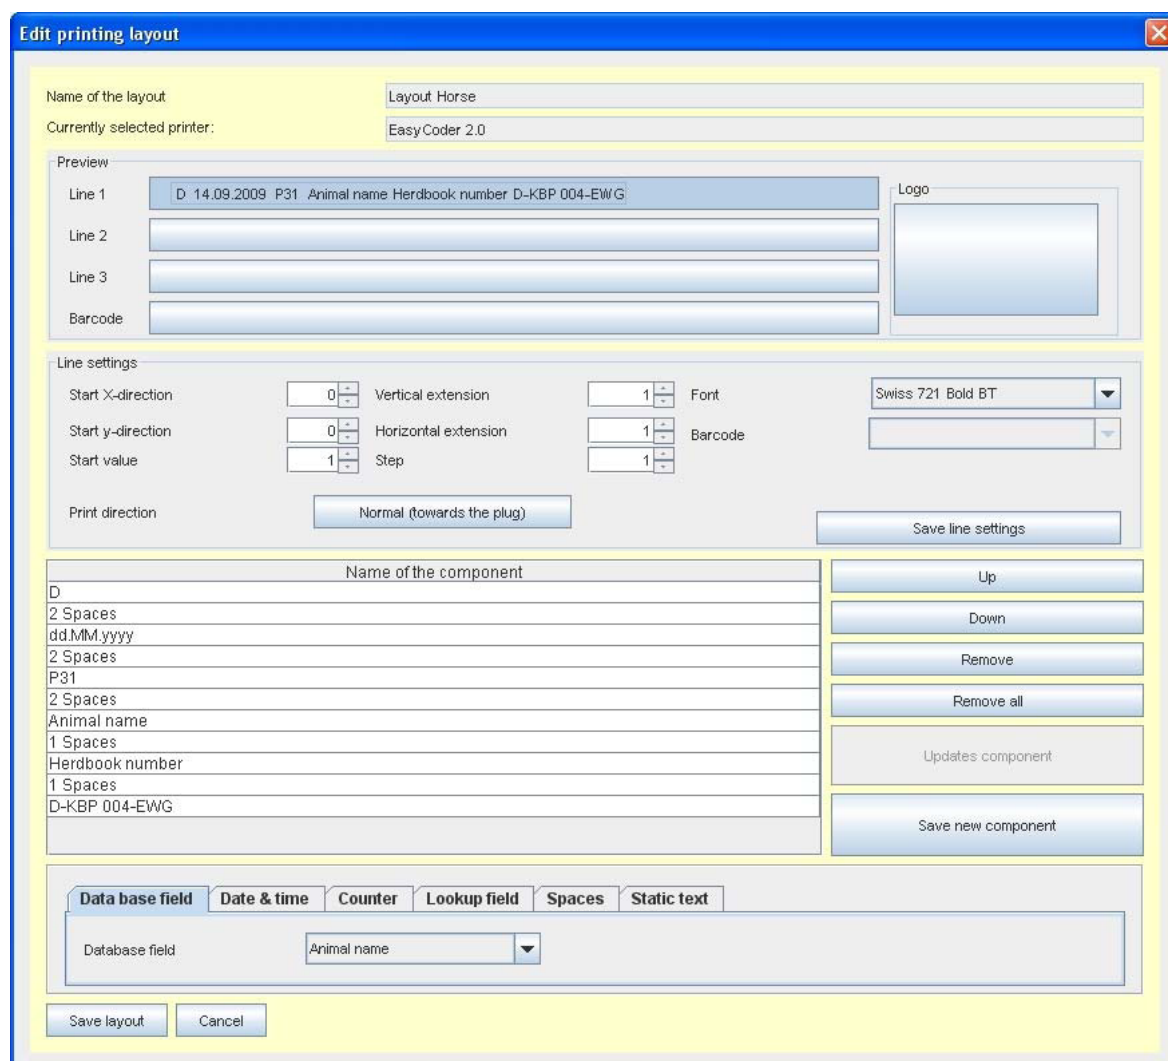 Edit printing layout
Name of the layout Layout Horse
Currently selected printer: EasyCoder 2.0
Preview
Line 1 D 14.09.2009 P31 Animal name Herdbook number D-KBP 004-EWG
Logo
Line 2
Line 3
Barcode
Line settings
Start X-direction 0 Vertical extension 1 Font Swiss 721 Bold BT
Start y-direction 0 Horizontal extension 1 Barcode
Start value 1 Step 1
Print direction Normal (towards the plug)
Save line settings
Name of the component
D
2 Spaces
dd.MM.yyyy
2 Spaces
P31
2 Spaces
Animal name
1 Spaces
Herdbook number
1 Spaces
D-KBP 004-EWG
Up
Down
Remove
Remove all
Updates component
Save new component
Data base field Date & time Counter Lookup field Spaces Static text
Database field Animal name
Save layout Cancel